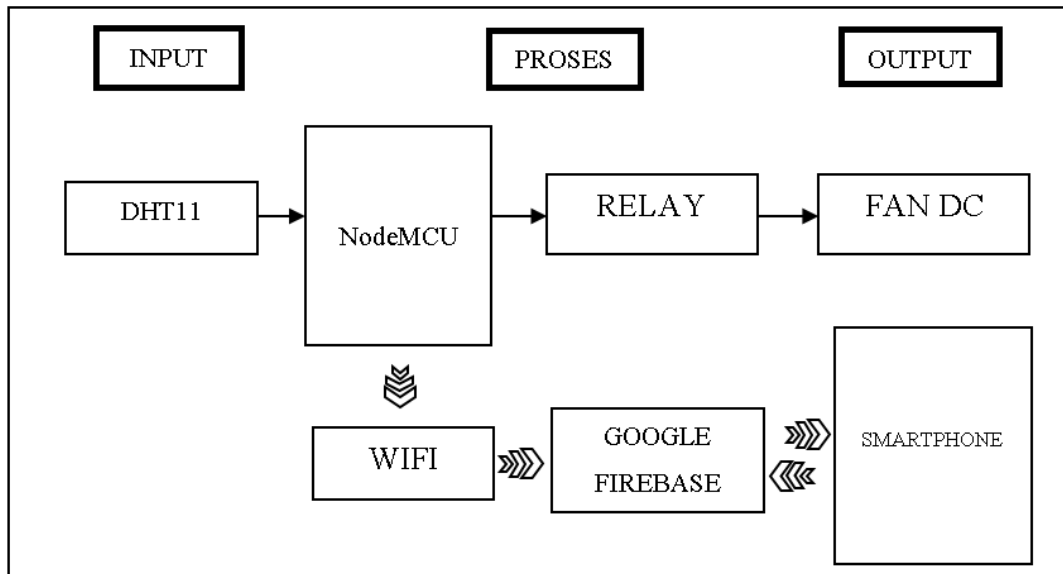 INPUT
PROSES
OUTPUT
DHT11
NodeMCU
RELAY
FAN DC
WIFI
GOOGLE
FIREBASE
SMARTPHONE